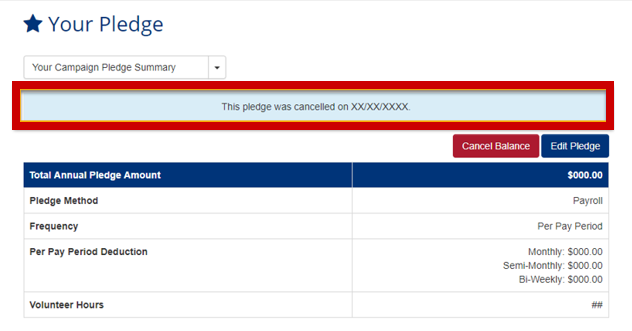 Your Pledge
Your Campaign Pledge Summary
This pledge was cancelled on XX/XX/XXXX.
Cancel Balance Edit Pledge
Total Annual Pledge Amount $000.00
Pledge Method Payroll
Frequency Per Pay Period
Per Pay Period Deduction Monthly: $000.00
Semi-Monthly: $000.00
Bi-Weekly: $000.00
Volunteer Hours ##